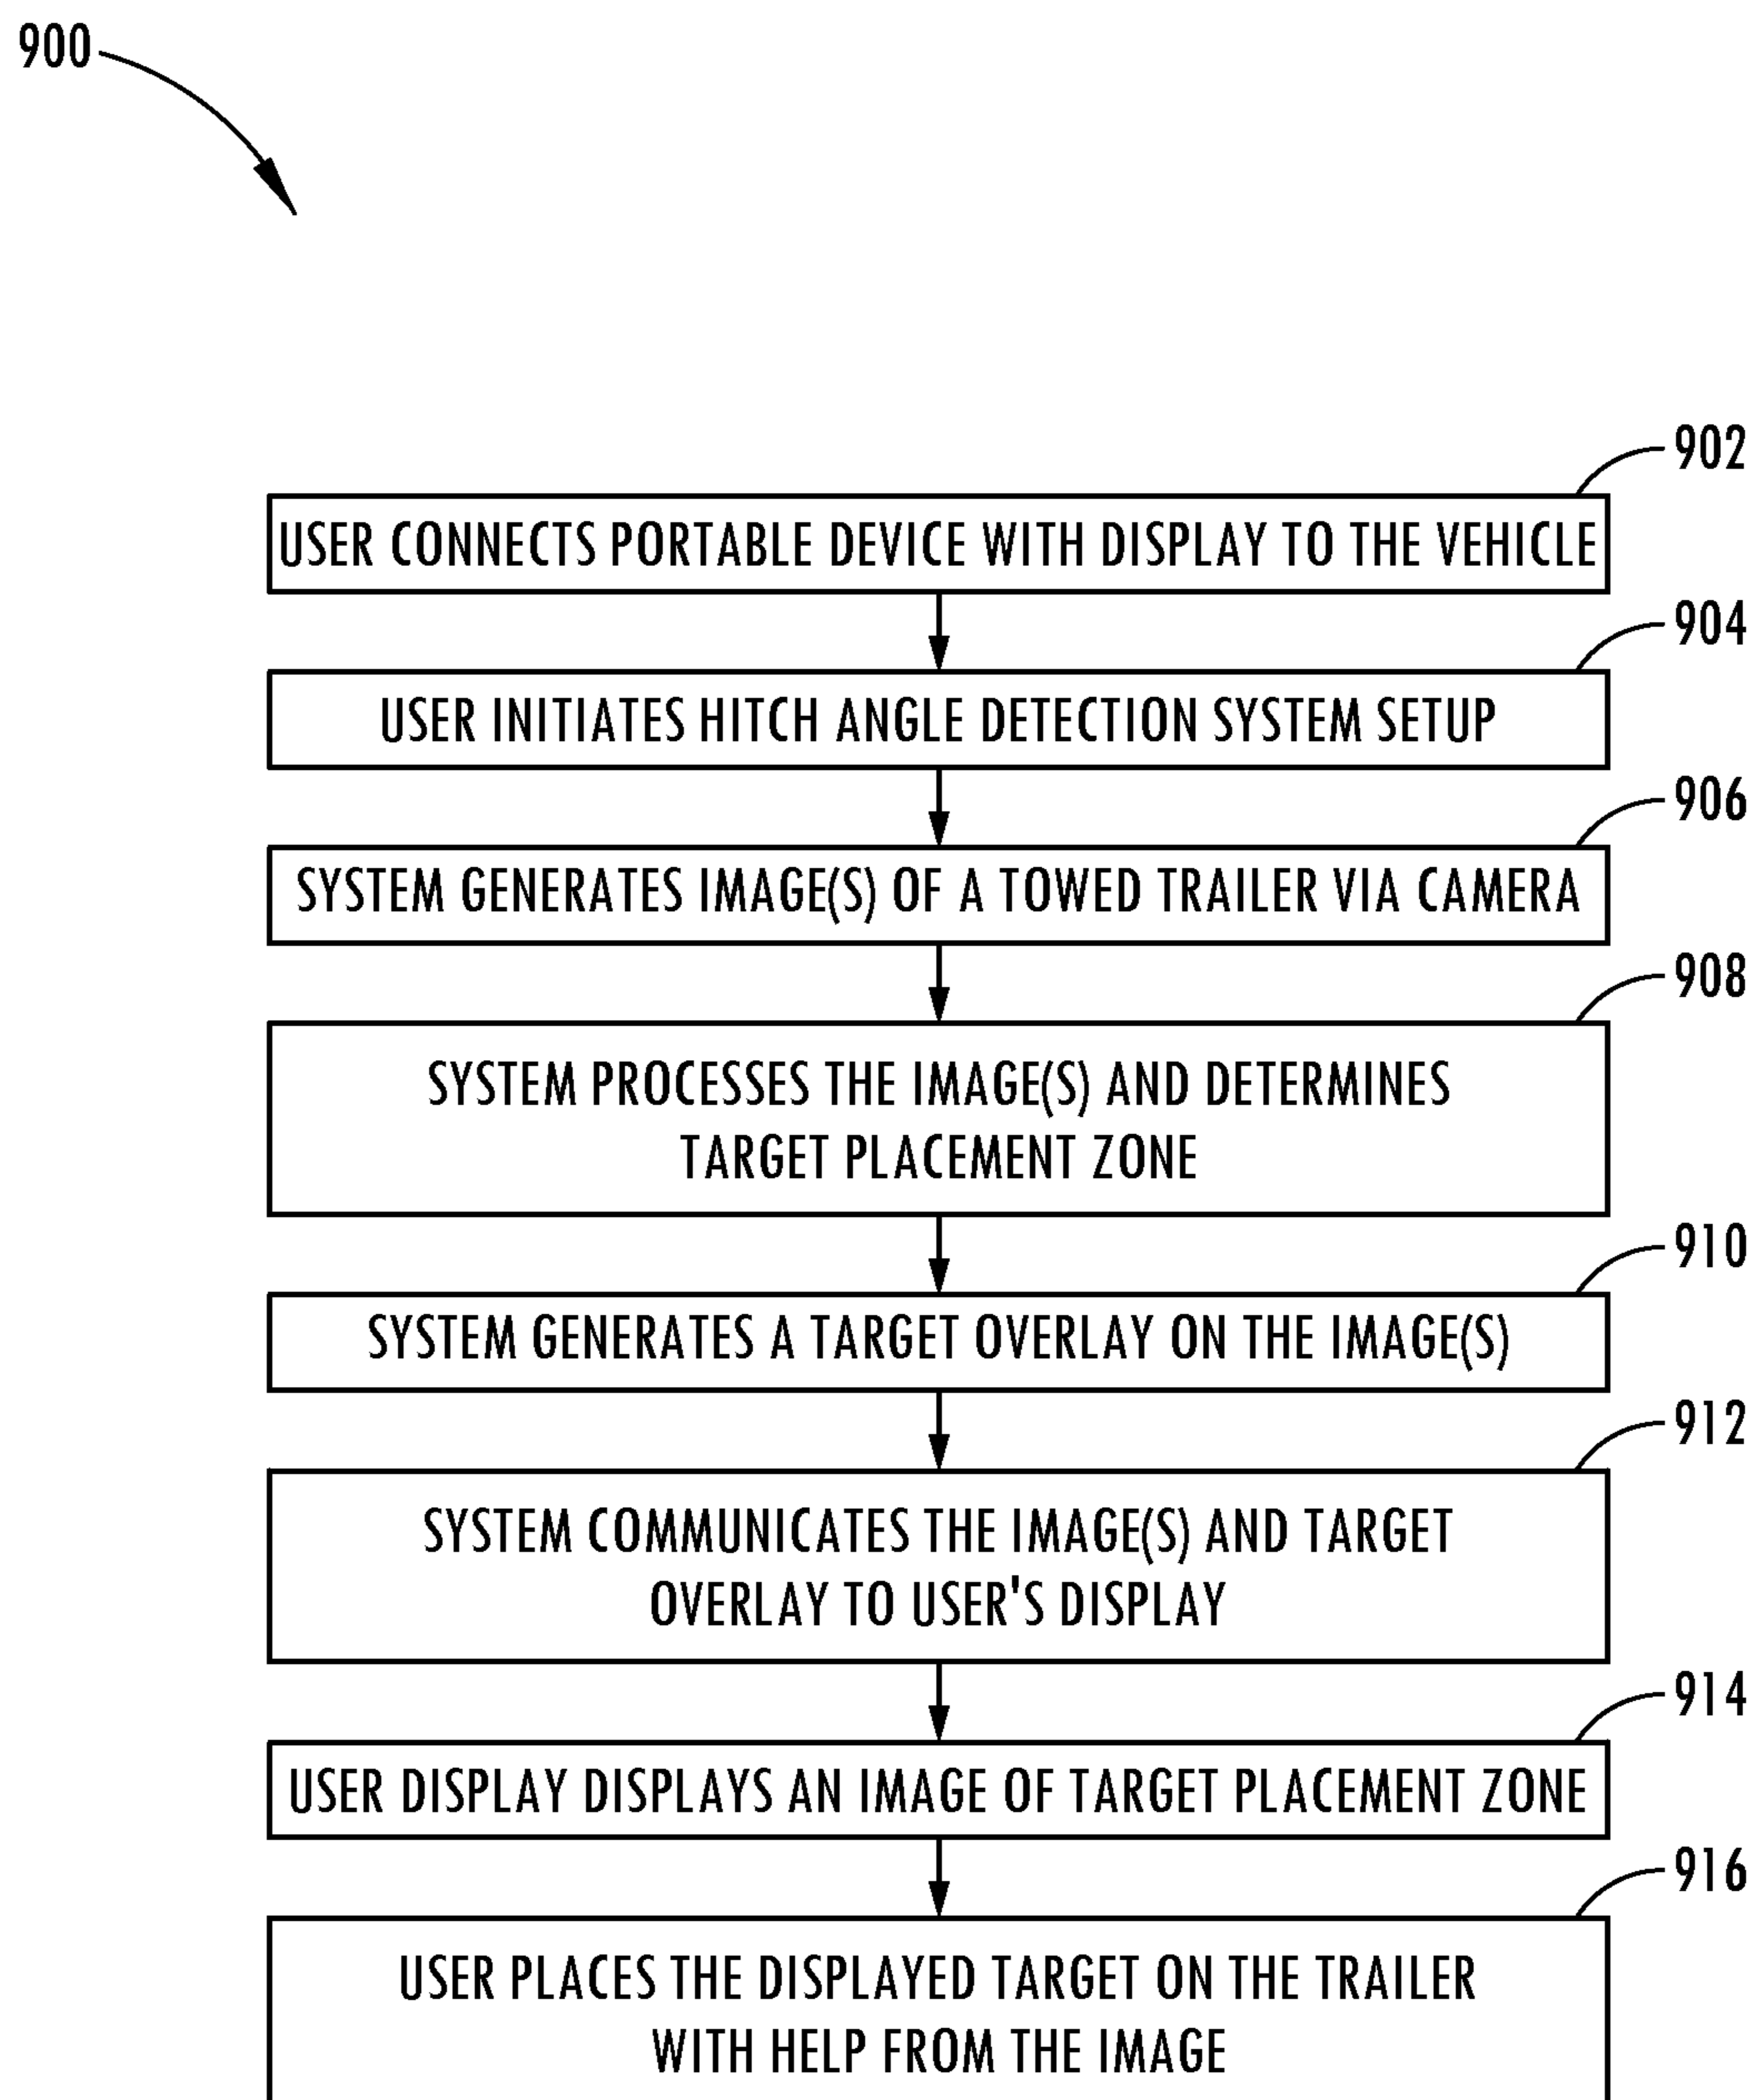 900
902
USER CONNECTS PORTABLE DEVICE WITH DISPLAY TO THE VEHICLE
904
USER INITIATES HITCH ANGLE DETECTION SYSTEM SETUP
906
SYSTEM GENERATES IMAGE(S) OF A TOWED TRAILER VIA CAMERA
908
SYSTEM PROCESSES THE IMAGE(S) AND DETERMINES
TARGET PLACEMENT ZONE
910
SYSTEM GENERATES A TARGET OVERLAY ON THE IMAGE(S)
912
SYSTEM COMMUNICATES THE IMAGE(S) AND TARGET
OVERLAY TO USER'S DISPLAY
914
USER DISPLAY DISPLAYS AN IMAGE OF TARGET PLACEMENT ZONE
916
USER PLACES THE DISPLAYED TARGET ON THE TRAILER
WITH HELP FROM THE IMAGE